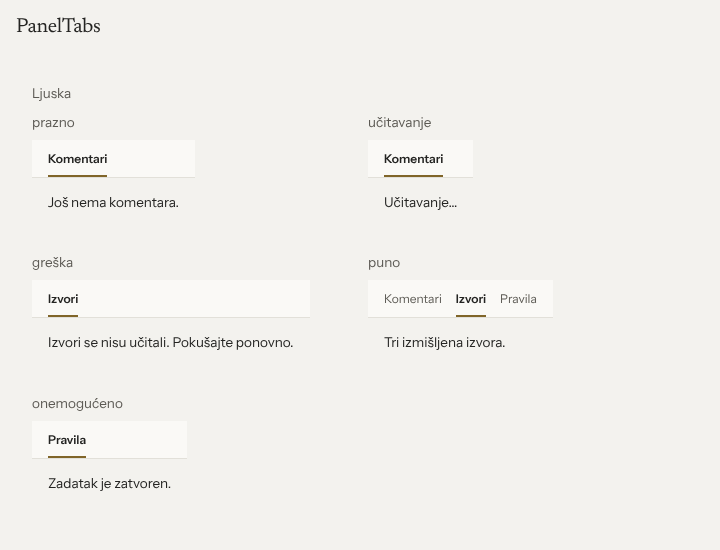 PanelTabs
Ljuska
prazno
Komentari
Još nema komentara.
učitavanje
Komentari
Učitavanje…
greška
Izvori
Izvori se nisu učitali. Pokušajte ponovno.
puno
Komentari Izvori Pravila
Tri izmišljena izvora.
onemogućeno
Pravila
Zadatak je zatvoren.